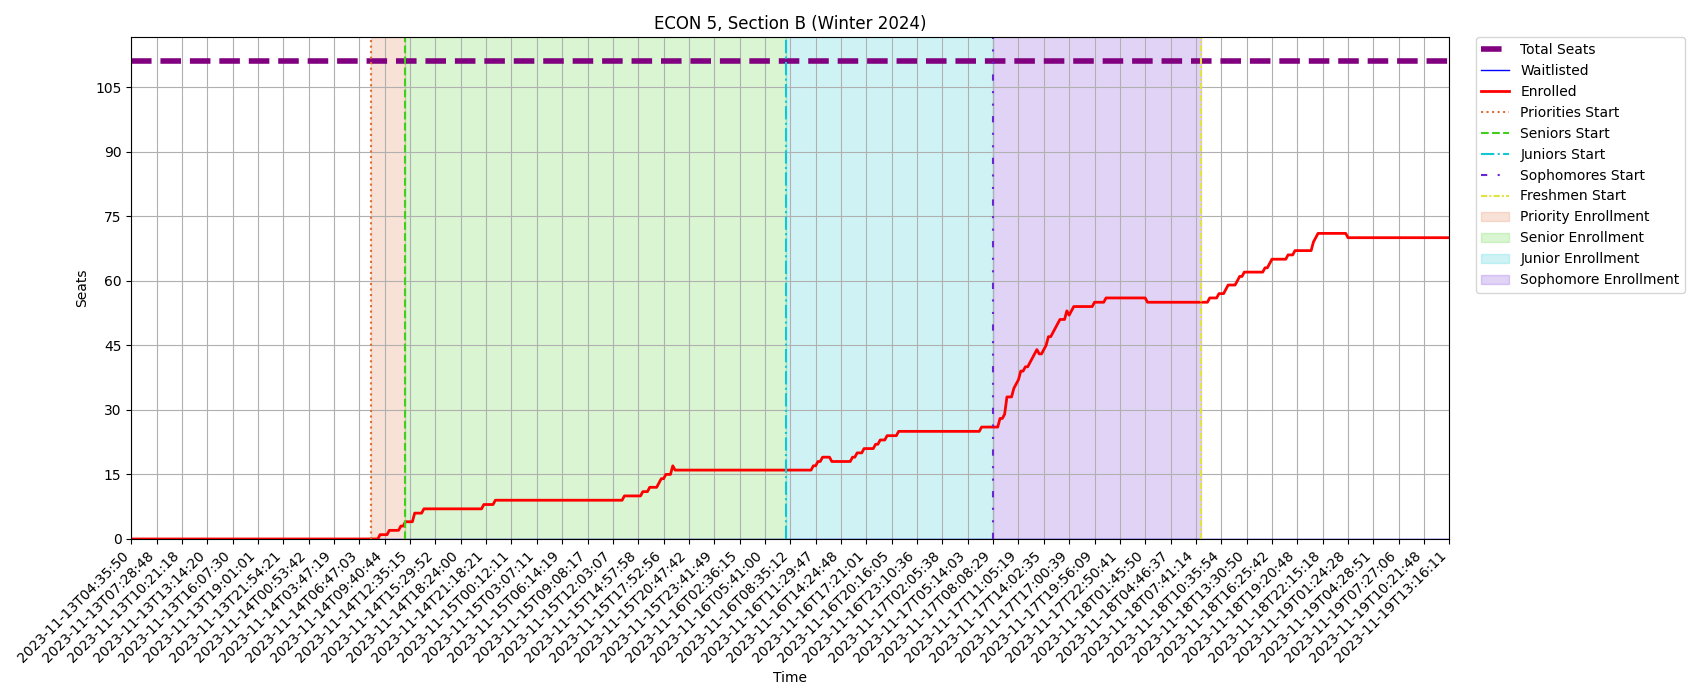 ECON 5, Section B (Winter 2024)
Total Seats
Waitlisted
Enrolled
Priorities Start
Seniors Start
Juniors Start
Sophomores Start
Freshmen Start
Priority Enrollment
Senior Enrollment
Junior Enrollment
Sophomore Enrollment
Seats
105
90
75
60
45
30
15
0
2023-11-13T04:35:50
2023-11-13T07:28:48
2023-11-13T10:21:18
2023-11-13T13:14:20
2023-11-13T16:07:30
2023-11-13T19:01:01
2023-11-13T21:54:21
2023-11-14T00:53:42
2023-11-14T03:47:19
2023-11-14T06:47:03
2023-11-14T09:40:44
2023-11-14T12:35:15
2023-11-14T15:29:52
2023-11-14T18:24:00
2023-11-14T21:18:21
2023-11-15T00:12:11
2023-11-15T03:07:11
2023-11-15T06:14:19
2023-11-15T09:08:17
2023-11-15T12:03:07
2023-11-15T14:57:58
2023-11-15T17:52:56
2023-11-15T20:47:42
2023-11-15T23:41:49
2023-11-16T02:36:15
2023-11-16T05:41:00
2023-11-16T08:35:12
2023-11-16T11:29:47
2023-11-16T14:24:48
2023-11-16T17:21:01
2023-11-16T20:16:05
2023-11-16T23:10:36
2023-11-17T02:05:38
2023-11-17T05:14:03
2023-11-17T08:08:29
2023-11-17T11:05:19
2023-11-17T14:02:35
2023-11-17T17:00:39
2023-11-17T19:56:09
2023-11-17T22:50:41
2023-11-18T01:45:50
2023-11-18T04:46:37
2023-11-18T07:41:14
2023-11-18T10:35:54
2023-11-18T13:30:50
2023-11-18T16:25:42
2023-11-18T19:20:48
2023-11-18T22:15:18
2023-11-19T01:24:28
2023-11-19T04:28:51
2023-11-19T07:27:06
2023-11-19T10:21:48
2023-11-19T13:16:11
Time